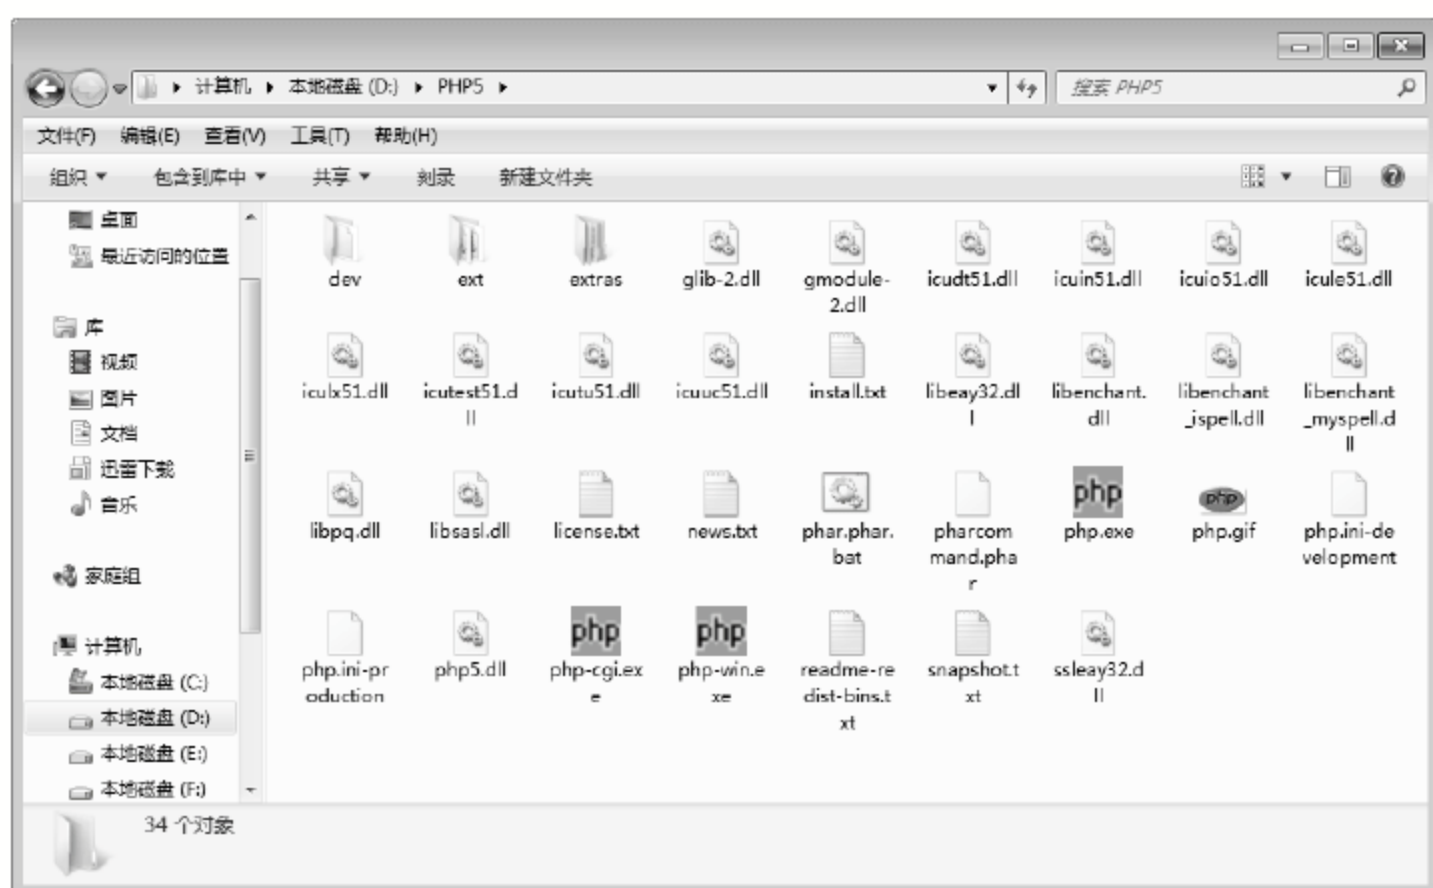 计算机 本地磁盘 (D:) PHP5 搜索 PHP5
文件(F) 编辑(E) 查看(V) 工具(T) 帮助(H)
组织 包含到库中 共享 刻录 新建文件夹
桌面
最近访问的位置
库
视频
图片
文档
迅雷下载
音乐
家庭组
计算机
本地磁盘 (C:)
本地磁盘 (D:)
本地磁盘 (E:)
本地磁盘 (F:)
dev ext extras glib-2.dll gmodule- icudt51.dll icuin51.dll icuio51.dll icule51.dll
2.dll
iculx51.dll icutest51.d icutu51.dll icuuc51.dll install.txt libeay32.dl libenchant. libenchant libenchant
ll l dll _ispell.dll _myspell.d
ll
php php
libpq.dll libsasl.dll license.txt news.txt phar.phar. pharcom php.exe php.gif php.ini-de
bat mand.pha velopment
r
php php
php.ini-pr php5.dll php-cgi.ex php-win.e readme-re snapshot.t ssleay32.d
oduction e xe dist-bins.t xt ll
xt
34 个对象